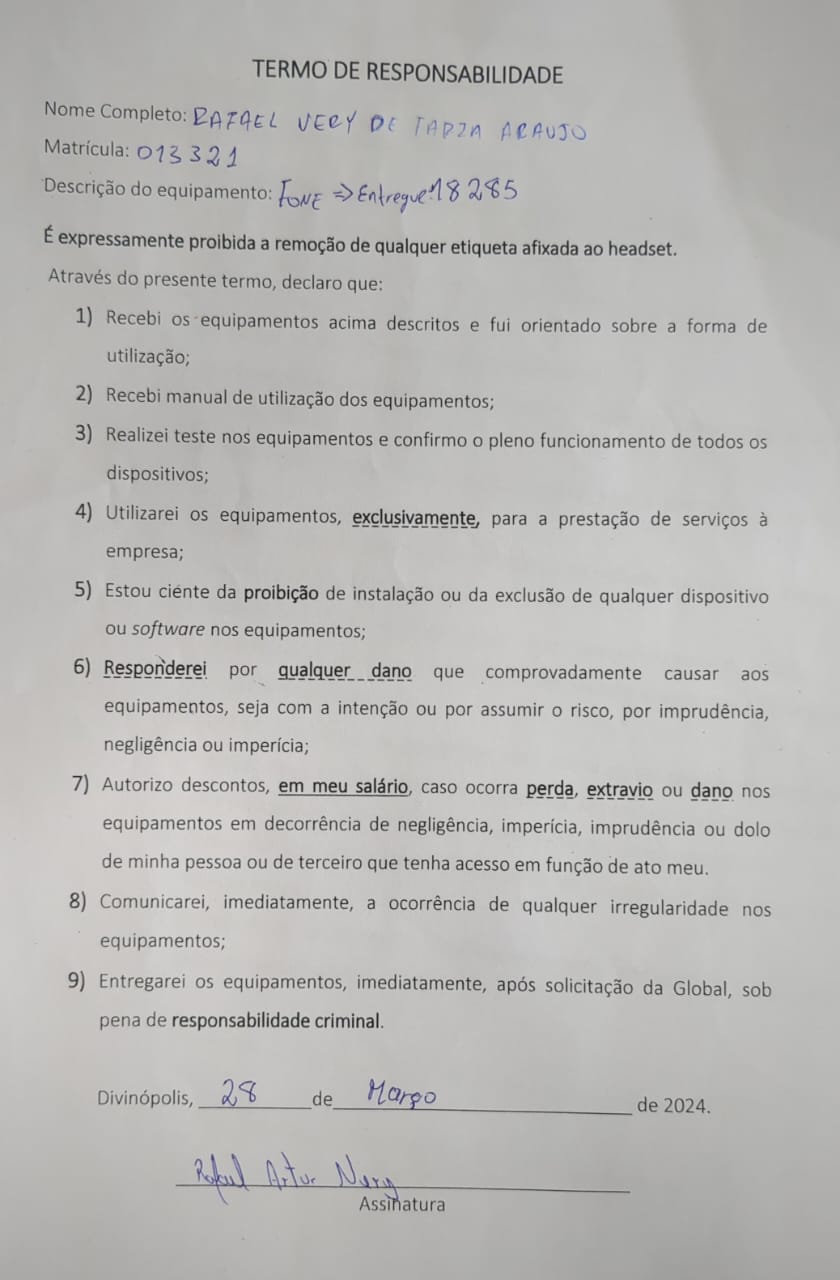 TERMO DE RESPONSABILIDADE
Nome Completo: RAFAEL VERY DE ARAUJO
Matrícula: 013321
Descrição do equipamento: FONE => Entregue: 18285
É expressamente proibida a remoção de qualquer etiqueta afixada ao headset.
Através do presente termo, declaro que:
1) Recebi os equipamentos acima descritos e fui orientado sobre a forma de
utilização;
2) Recebi manual de utilização dos equipamentos;
3) Realizei teste nos equipamentos e confirmo o pleno funcionamento de todos os
dispositivos;
4) Utilizarei os equipamentos, exclusivamente, para a prestação de serviços à
empresa;
5) Estou ciente da proibição de instalação ou da exclusão de qualquer dispositivo
ou software nos equipamentos;
6) Responderei por qualquer dano que comprovadamente causar aos
equipamentos, seja com a intenção ou por assumir o risco, por imprudência,
negligência ou imperícia;
7) Autorizo descontos, em meu salário, caso ocorra perda, extravio ou dano nos
equipamentos em decorrência de negligência, imperícia, imprudência ou dolo
de minha pessoa ou de terceiro que tenha acesso em função de ato meu.
8) Comunicarei, imediatamente, a ocorrência de qualquer irregularidade nos
equipamentos;
9) Entregarei os equipamentos, imediatamente, após solicitação da Global, sob
pena de responsabilidade criminal.
Divinópolis, 28 de Março de 2024.
Rafael Artur Nery
Assinatura